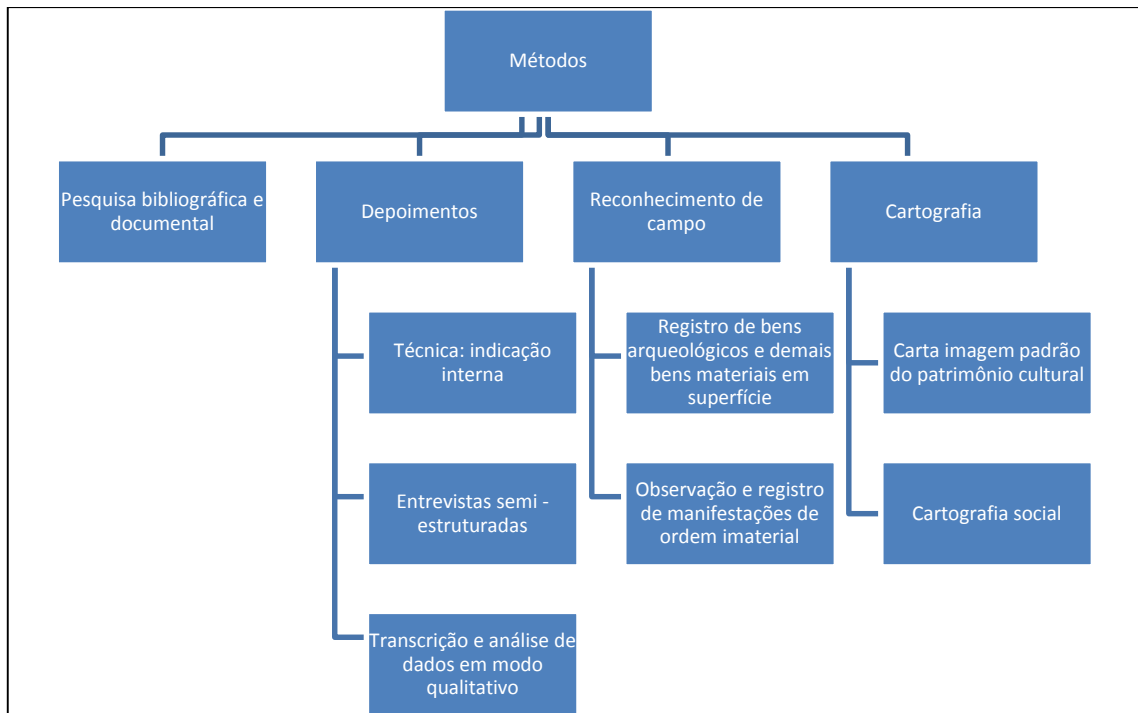 Métodos
Pesquisa bibliográfica e
documental
Depoimentos
Técnica: indicação
interna
Entrevistas semi -
estruturadas
Transcrição e análise de
dados em modo
qualitativo
Reconhecimento de
campo
Registro de bens
arqueológicos e demais
bens materiais em
superfície
Observação e registro
de manifestações de
ordem imaterial
Cartografia
Carta imagem padrão
do patrimônio cultural
Cartografia social